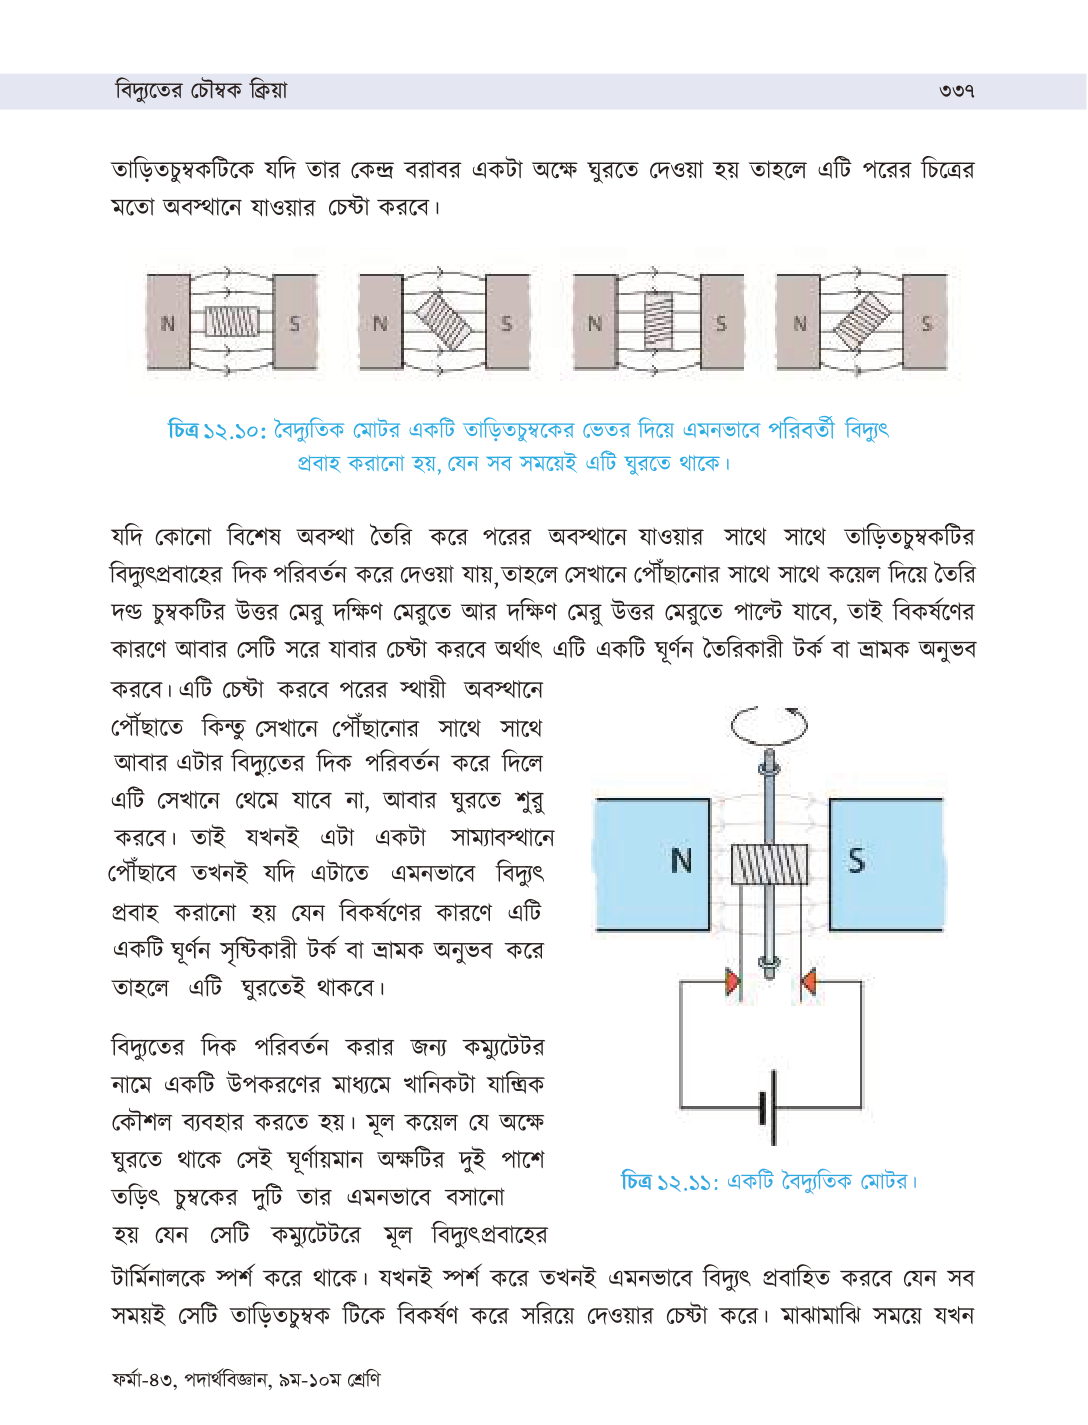 বিদ্যুতের চৌম্বক ক্রিয়া ৩৩৭
তাড়িতচুম্বকটিকে যদি তার কেন্দ্র বরাবর একটা অক্ষে ঘুরতে দেওয়া হয় তাহলে এটি পরের চিত্রের
মতো অবস্থানে যাওয়ার চেষ্টা করবে।
N S N S N S N S
চিত্র ১২.১০: বৈদ্যুতিক মোটর একটি তাড়িতচুম্বকের ভেতর দিয়ে এমনভাবে পরিবর্তী বিদ্যুৎ
প্রবাহ করানো হয়, যেন সব সময়েই এটি ঘুরতে থাকে।
যদি কোনো বিশেষ অবস্থা তৈরি করে পরের অবস্থানে যাওয়ার সাথে সাথে তাড়িতচুম্বকটির
বিদ্যুৎপ্রবাহের দিক পরিবর্তন করে দেওয়া যায়, তাহলে সেখানে পৌঁছানোর সাথে সাথে কয়েল দিয়ে তৈরি
দণ্ড চুম্বকটির উত্তর মেরু দক্ষিণ মেরুতে আর দক্ষিণ মেরু উত্তর মেরুতে পাল্টে যাবে, তাই বিকর্ষণের
কারণে আবার সেটি সরে যাবার চেষ্টা করবে অর্থাৎ এটি একটি ঘূর্ণন তৈরিকারী টর্ক বা ভ্রামক অনুভব
করবে। এটি চেষ্টা করবে পরের স্থায়ী অবস্থানে
পৌঁছাতে কিন্তু সেখানে পৌঁছানোর সাথে সাথে
আবার এটার বিদ্যুতের দিক পরিবর্তন করে দিলে
এটি সেখানে থেমে যাবে না, আবার ঘুরতে শুরু
করবে। তাই যখনই এটা একটা সাম্যাবস্থানে
পৌঁছাবে তখনই যদি এটাতে এমনভাবে বিদ্যুৎ
প্রবাহ করানো হয় যেন বিকর্ষণের কারণে এটি
একটি ঘূর্ণন সৃষ্টিকারী টর্ক বা ভ্রামক অনুভব করে
তাহলে এটি ঘুরতেই থাকবে।
N S
চিত্র ১২.১১: একটি বৈদ্যুতিক মোটর।
বিদ্যুতের দিক পরিবর্তন করার জন্য কম্যুটেটর
নামে একটি উপকরণের মাধ্যমে খানিকটা যান্ত্রিক
কৌশল ব্যবহার করতে হয়। মূল কয়েল যে অক্ষে
ঘুরতে থাকে সেই ঘূর্ণায়মান অক্ষটির দুই পাশে
তড়িৎ চুম্বকের দুটি তার এমনভাবে বসানো
হয় যেন সেটি কম্যুটেটরে মূল বিদ্যুৎপ্রবাহের
টার্মিনালকে স্পর্শ করে থাকে। যখনই স্পর্শ করে তখনই এমনভাবে বিদ্যুৎ প্রবাহিত করবে যেন সব
সময়ই সেটি তাড়িতচুম্বক টিকে বিকর্ষণ করে সরিয়ে দেওয়ার চেষ্টা করে। মাঝামাঝি সময়ে যখন
ফর্মা-৪৩, পদার্থবিজ্ঞান, ৯ম-১০ম শ্রেণি